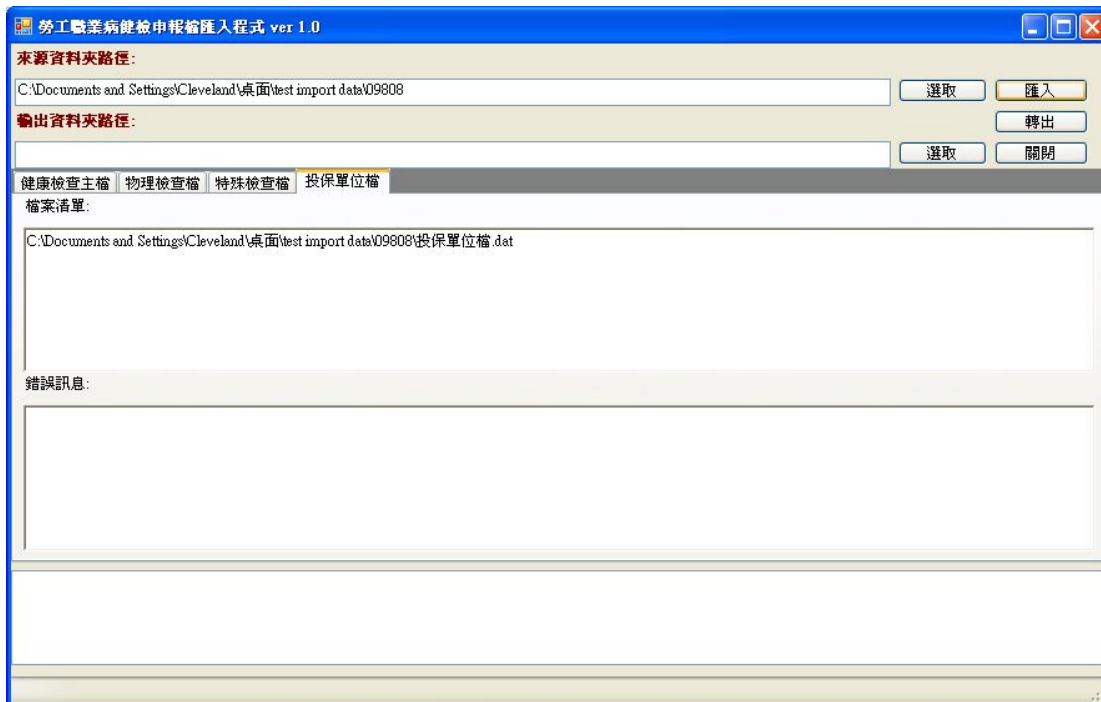 勞工職業病健檢申報檔匯入程式 ver 1.0
來源資料夾路徑:
C:\Documents and Settings\Cleveland\桌面\test import data\09808 選取 匯入
輸出資料夾路徑: 轉出
選取 關閉
健康檢查主檔 物理檢查檔 特殊檢查檔 投保單位檔
檔案清單:
C:\Documents and Settings\Cleveland\桌面\test import data\09808\投保單位檔.dat
錯誤訊息: